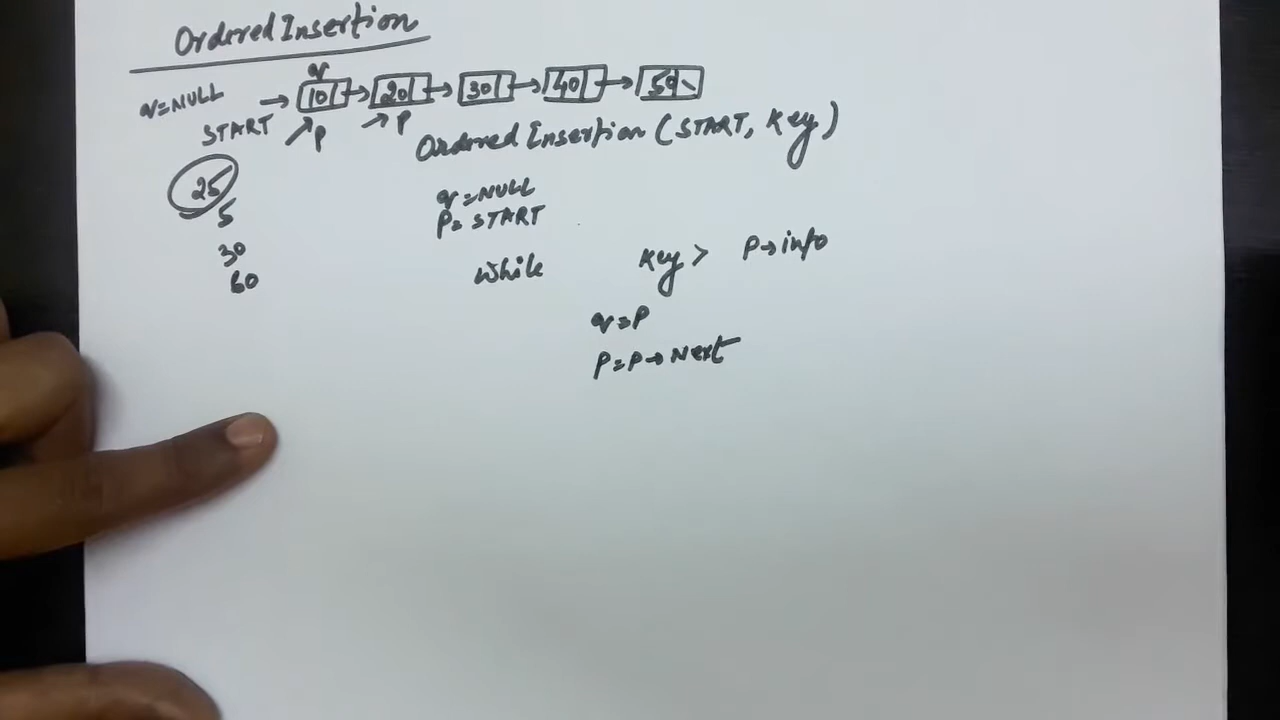 Ordered Insertion
q
q=NULL → 10 → 20 → 30 → 40 → 50
START P P
Ordered Insertion (START, Key)
25
q=NULL
5
P= START
30
while Key > P→info
60
q=P
P=P→Next